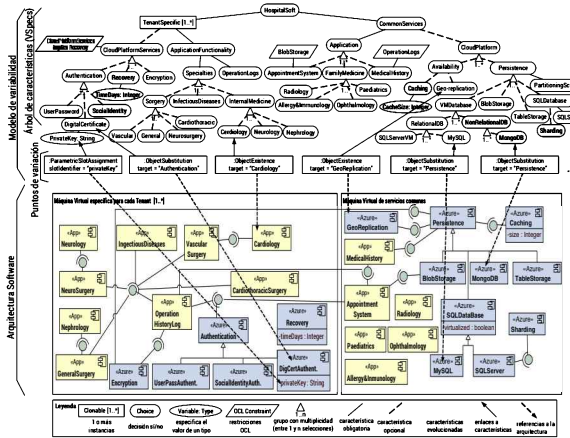 HospitalSoft
TenantSpecific [1..*]
CommonServices
CloudPlatformServices
implies Recovery
CloudPlatformServices
ApplicationFunctionality
Application
CloudPlatform
BlobStorage
OperationLogs
Authentication
Recovery
Encryption
Specialties
OperationLogs
AppointmentSystem
FamilyMedicine
MedicalHistory
Availability
Persistence
TimeDays: Integer
Radiology
Paediatrics
Caching
Geo-replication
PartitioningSc
UserPassword
SocialIdentity
Surgery
InfectiousDiseases
Internal Medicine
Allergy&Immunology
Ophthalmology
CacheSize: Integer
VMDatabase
BlobStorage
SQLDatabase
DigitalCertificate
Cardiothoracic
RelationalDB
NonRelationalDB
TableStorage
PrivateKey: String
Vascular
General
Neurosurgery
Cardiology
Neurology
Nephrology
SQLServerVM
MySQL
MongoDB
Sharding
:ParametricSlotAssignment
slotIdentifier = "privateKey"
:ObjectSubstitution
target = "Authentication"
:ObjectExistence
target = "Cardiology"
:ObjectExistence
target = "GeoReplication"
:ObjectSubstitution
target = "Persistence"
:ObjectSubstitution
target = "Persistence"
Modelo de variabilidad
Árbol de características (VSpecs)
Puntos de variación
Arquitectura Software
Máquina Virtual específica para cada Tenant [1..*]
Máquina Virtual de servicios comunes
«App»
Neurology
«App»
IngectiousDiseases
«App»
Vascular
Surgery
«App»
Cardiology
«App»
NeuroSurgery
«App»
CardiothoracicSurgery
«App»
Nephrology
«App»
Operation
HistoryLog
«Azure»
Authentication
«Azure»
Recovery
-timeDays : Integer
«App»
GeneralSurgery
«Azure»
Encryption
«Azure»
UserPassAuthent.
«Azure»
SocialIdentityAuth.
«Azure»
DigCertAuthent.
-privateKey : String
«Azure»
GeoReplication
«Azure»
Persistence
«Azure»
Caching
-size : Integer
«App»
MedicalHistory
«Azure»
BlobStorage
«Azure»
MongoDB
«Azure»
TableStorage
«App»
Appointment
System
«App»
Radiology
«Azure»
SQLDataBase
-virtualized : boolean
«Azure»
Sharding
«App»
Paediatrics
«App»
Ophthalmology
«App»
Allergy&Immunology
«Azure»
MySQL
«Azure»
SQLServer
Leyenda
Clonable [1..*]
1 o más
instancias
Choice
decisión si/no
Variable: Type
especifica el
valor de un tipo
OCL Constraint
restricciones
OCL
1..n
grupo con multiplicidad
(entre 1 y n selecciones)
característica
obligatoria
característica
opcional
características
evolucionadas
enlaces a
características
referencias a la
arquitectura